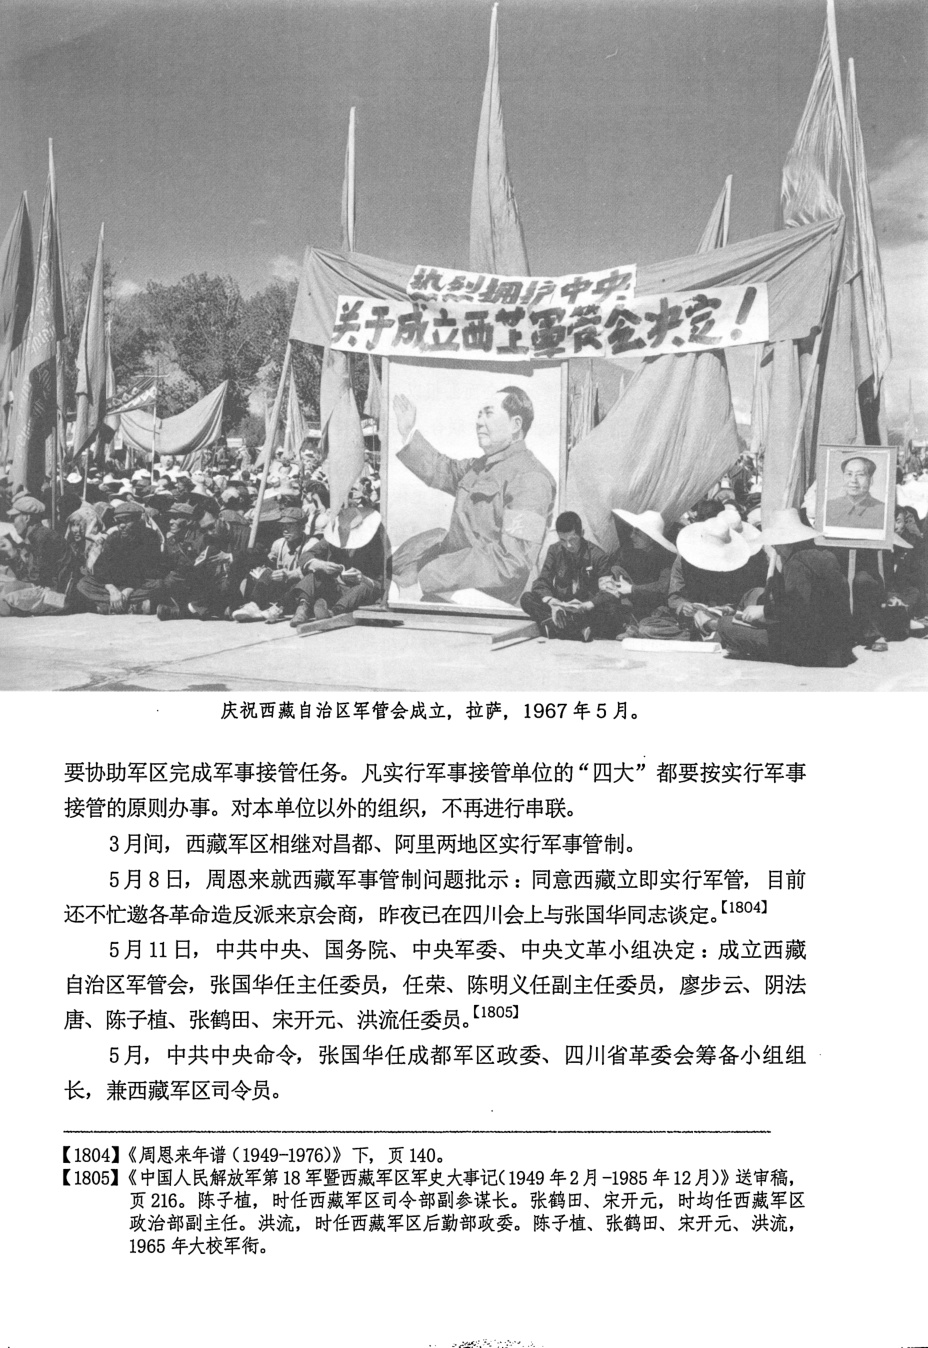 热烈拥护中央
关于成立西芷軍管会决定！
庆祝西藏自治区军管会成立，拉萨，1967年5月。
要协助军区完成军事接管任务。凡实行军事接管单位的“四大”都要按实行军事
接管的原则办事。对本单位以外的组织，不再进行串联。
3月间，西藏军区相继对昌都、阿里两地区实行军事管制。
5月8日，周恩来就西藏军事管制问题批示：同意西藏立即实行军管，目前
还不忙邀各革命造反派来京会商，昨夜已在四川会上与张国华同志谈定。【1804】
5月11日，中共中央、国务院、中央军委、中央文革小组决定：成立西藏
自治区军管会，张国华任主任委员，任荣、陈明义任副主任委员，廖步云、阴法
唐、陈子植、张鹤田、宋开元、洪流任委员。【1805】
5月，中共中央命令，张国华任成都军区政委、四川省革委会筹备小组组
长，兼西藏军区司令员。
【1804】《周恩来年谱（1949-1976）》下，页140。
【1805】《中国人民解放军第18军暨西藏军区军史大事记（1949年2月-1985年12月）》送审稿，
页216。陈子植，时任西藏军区司令部副参谋长。张鹤田、宋开元，时均任西藏军区
政治部副主任。洪流，时任西藏军区后勤部政委。陈子植、张鹤田、宋开元、洪流，
1965年大校军衔。